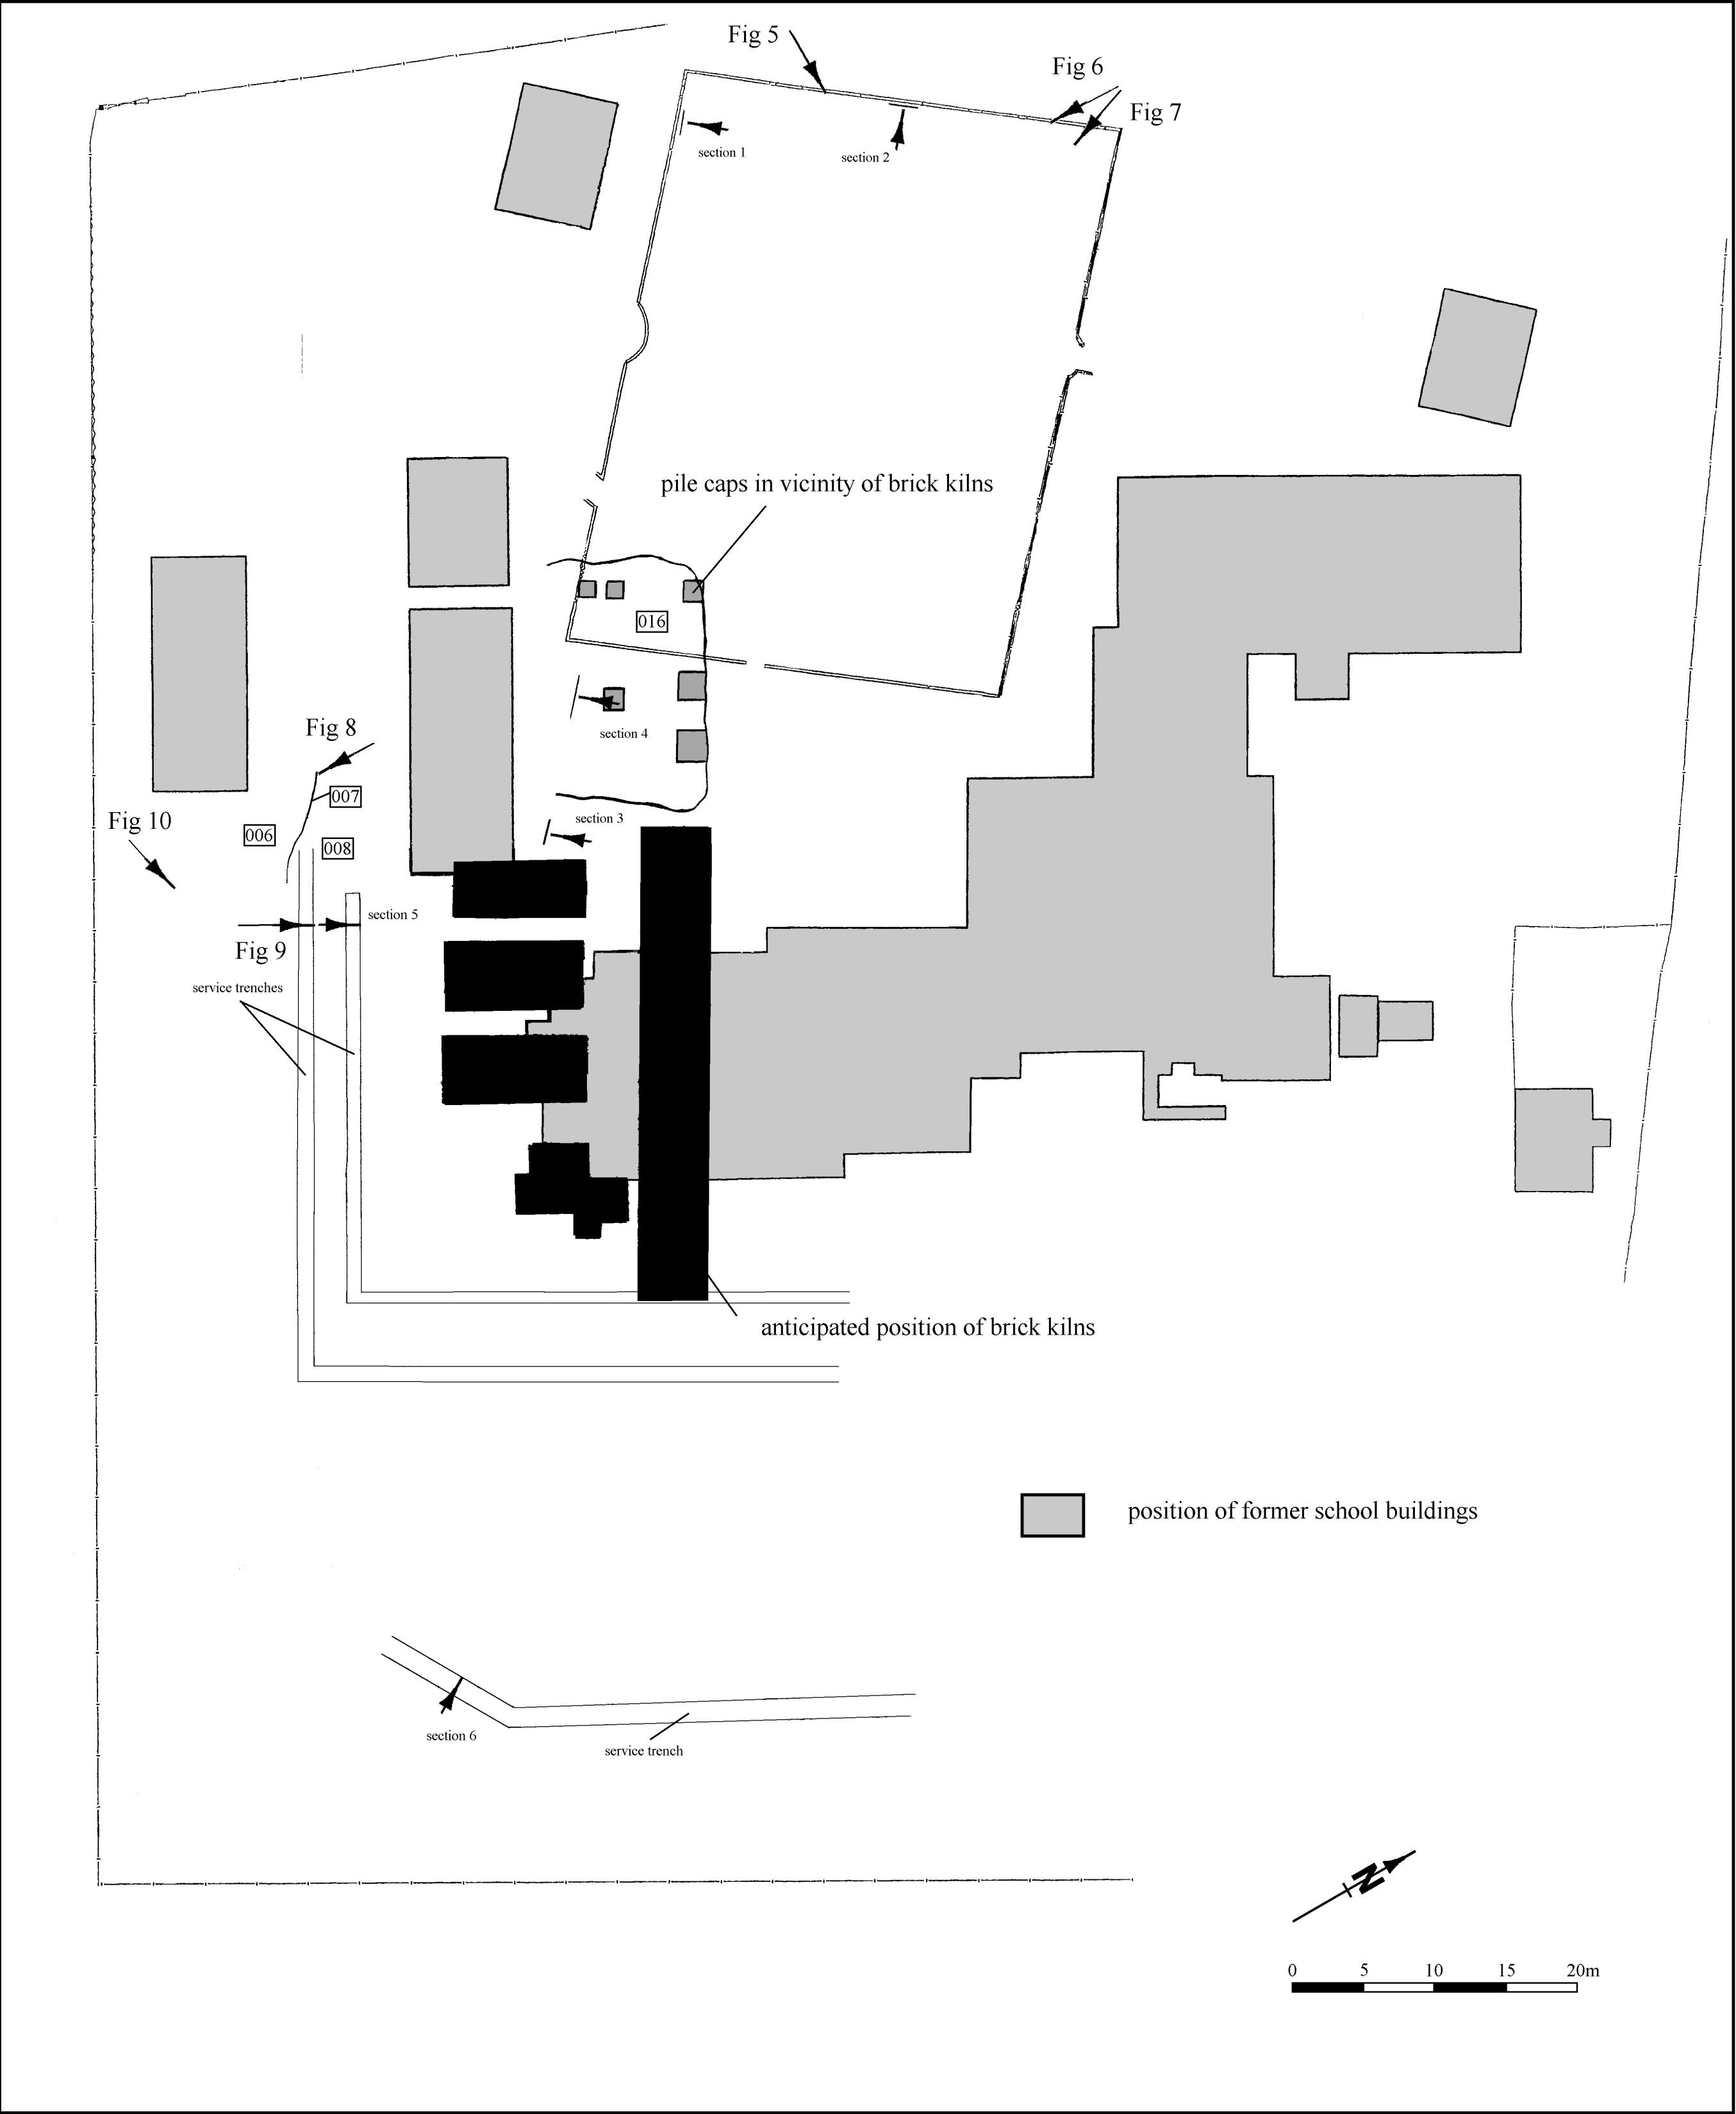 Fig 5
Fig 6
Fig 7
section 1
section 2
pile caps in vicinity of brick kilns
016
section 4
Fig 8
007
Fig 10
006
008
section 3
section 5
Fig 9
service trenches
anticipated position of brick kilns
position of former school buildings
section 6
service trench
N
0 5 10 15 20m